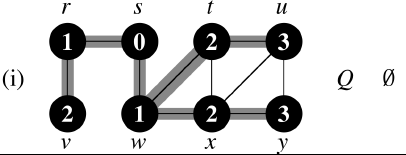 r s t u
1 0 2 3
(i) Q ∅
2 1 2 3
v w x y